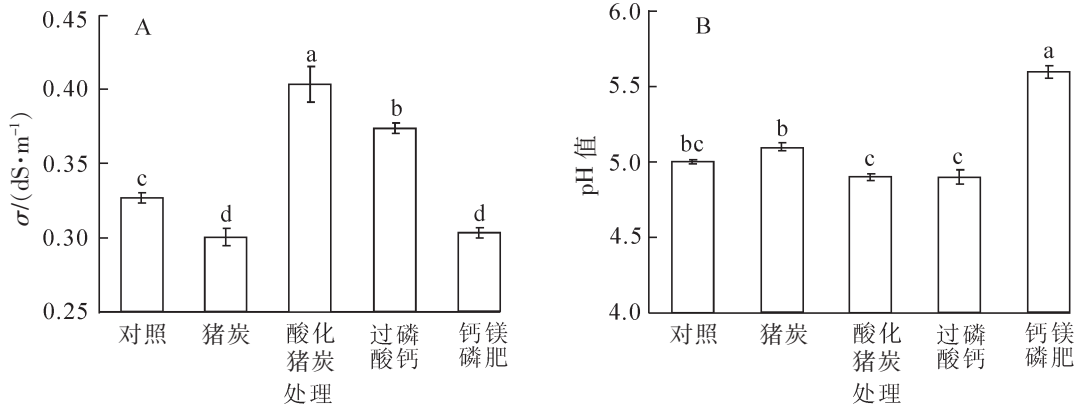 A
σ/(dS·m⁻¹)
0.45
0.40
0.35
0.30
0.25
c
d
a
b
d
对照
猪炭
酸化
猪炭
过磷
酸钙
钙镁
磷肥
处理
B
pH 值
6.0
5.5
5.0
4.5
4.0
bc
b
c
c
a
对照
猪炭
酸化
猪炭
过磷
酸钙
钙镁
磷肥
处理